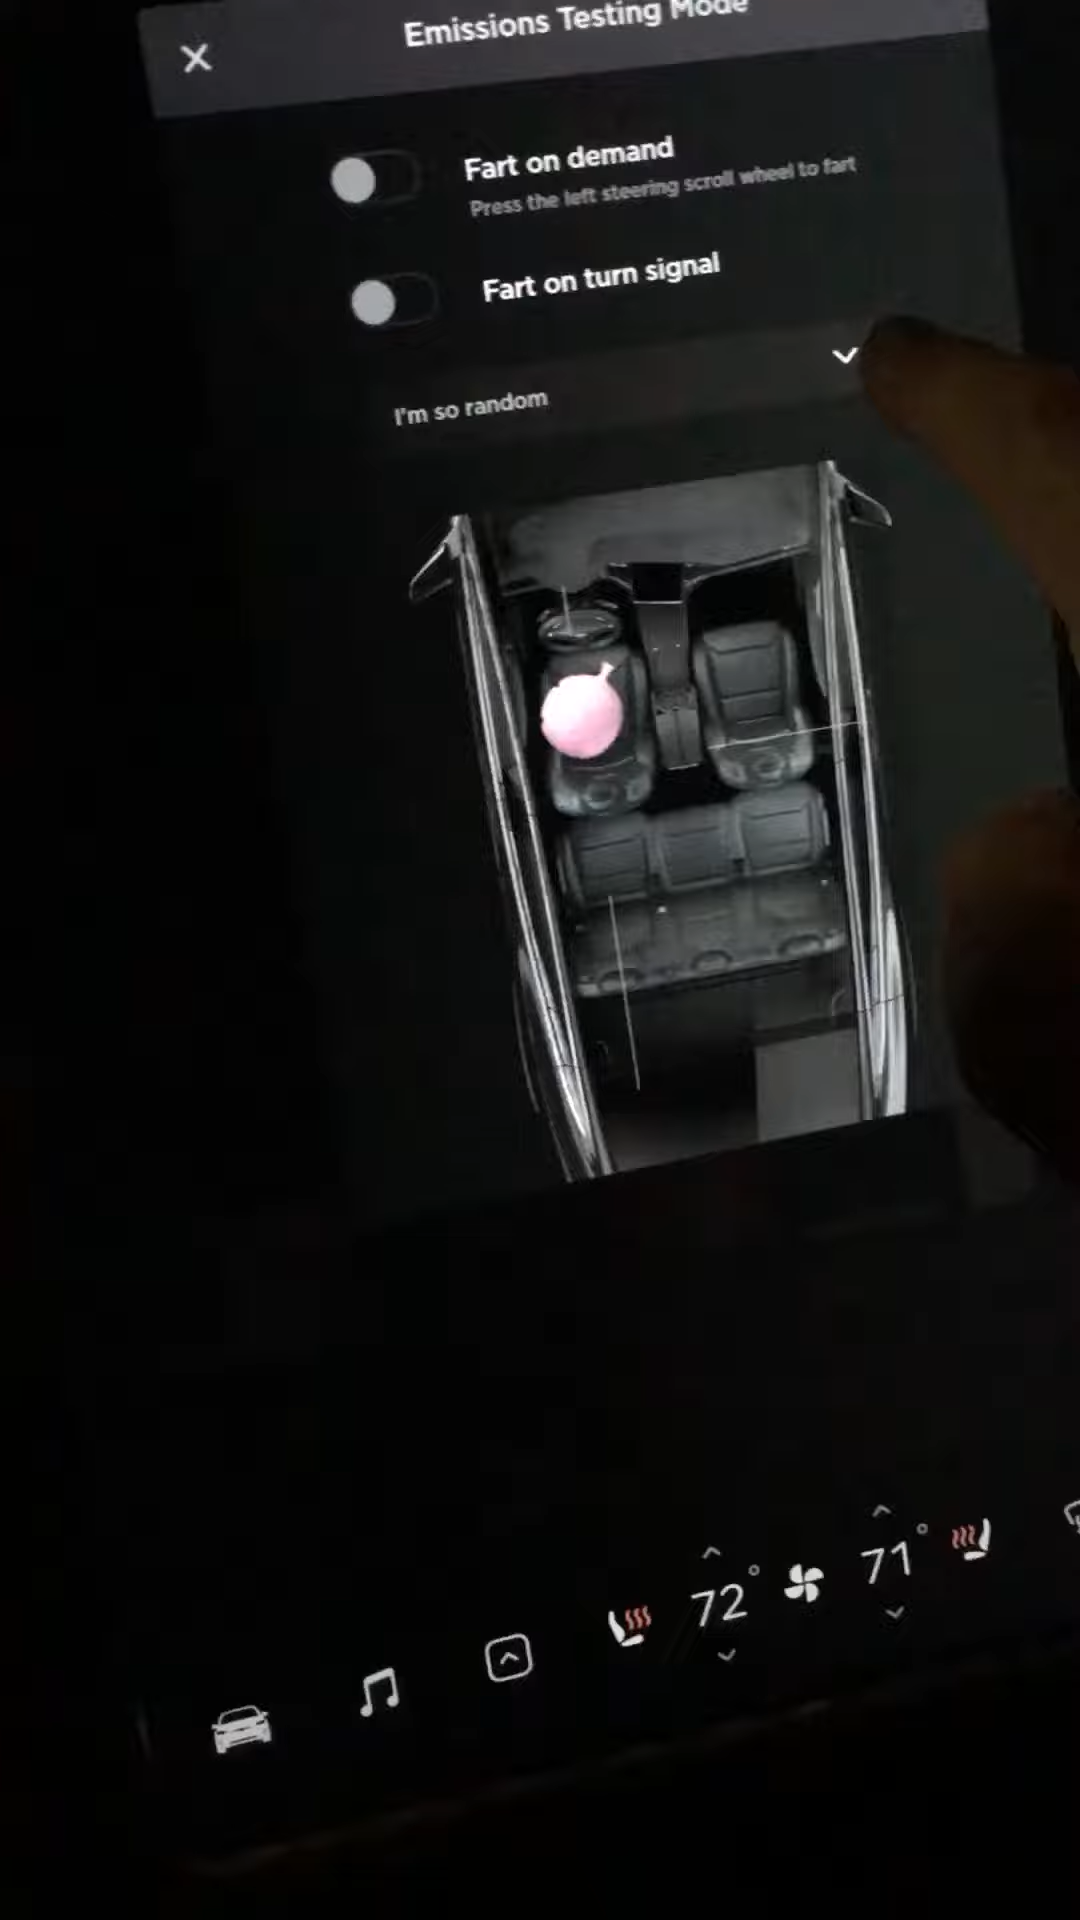 Emissions Testing Mode
Fart on demand
Press the left steering scroll wheel to fart
Fart on turn signal
I'm so random
72°
71°